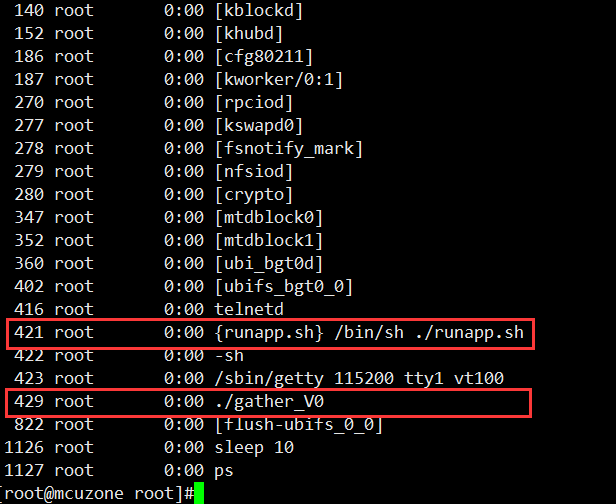 140 root 0:00 [kblockd]
152 root 0:00 [khubd]
186 root 0:00 [cfg80211]
187 root 0:00 [kworker/0:1]
270 root 0:00 [rpciod]
277 root 0:00 [kswapd0]
278 root 0:00 [fsnotify_mark]
279 root 0:00 [nfsiod]
280 root 0:00 [crypto]
347 root 0:00 [mtdblock0]
352 root 0:00 [mtdblock1]
360 root 0:00 [ubi_bgt0d]
402 root 0:00 [ubifs_bgt0_0]
416 root 0:00 telnetd
421 root 0:00 {runapp.sh} /bin/sh ./runapp.sh
422 root 0:00 -sh
423 root 0:00 /sbin/getty 115200 tty1 vt100
429 root 0:00 ./gather_V0
822 root 0:00 [flush-ubifs_0_0]
1126 root 0:00 sleep 10
1127 root 0:00 ps
[root@mcuzone root]#